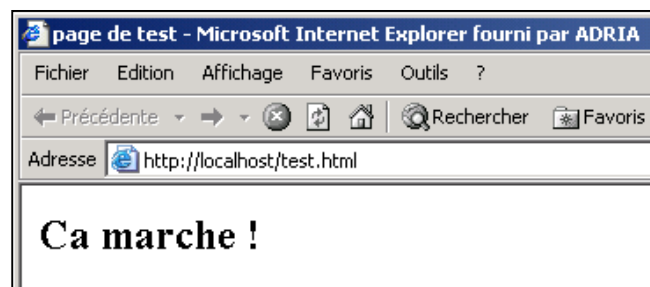 page de test - Microsoft Internet Explorer fourni par ADRIA
Fichier Edition Affichage Favoris Outils ?
Précédente Rechercher Favoris
Adresse http://localhost/test.html
Ca marche !